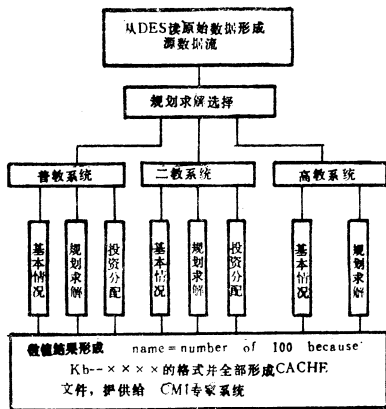 从DES读原始数据形成
源数据流
规划求解选择
普教系统
二教系统
高教系统
基本情况
规划求解
投资分配
基本情况
规划求解
投资分配
基本情况
规划求解
数值结果形成 name=number of 100 because
Kb--××××的格式并全部形成CACHE
文件，提供给 CMI专家系统